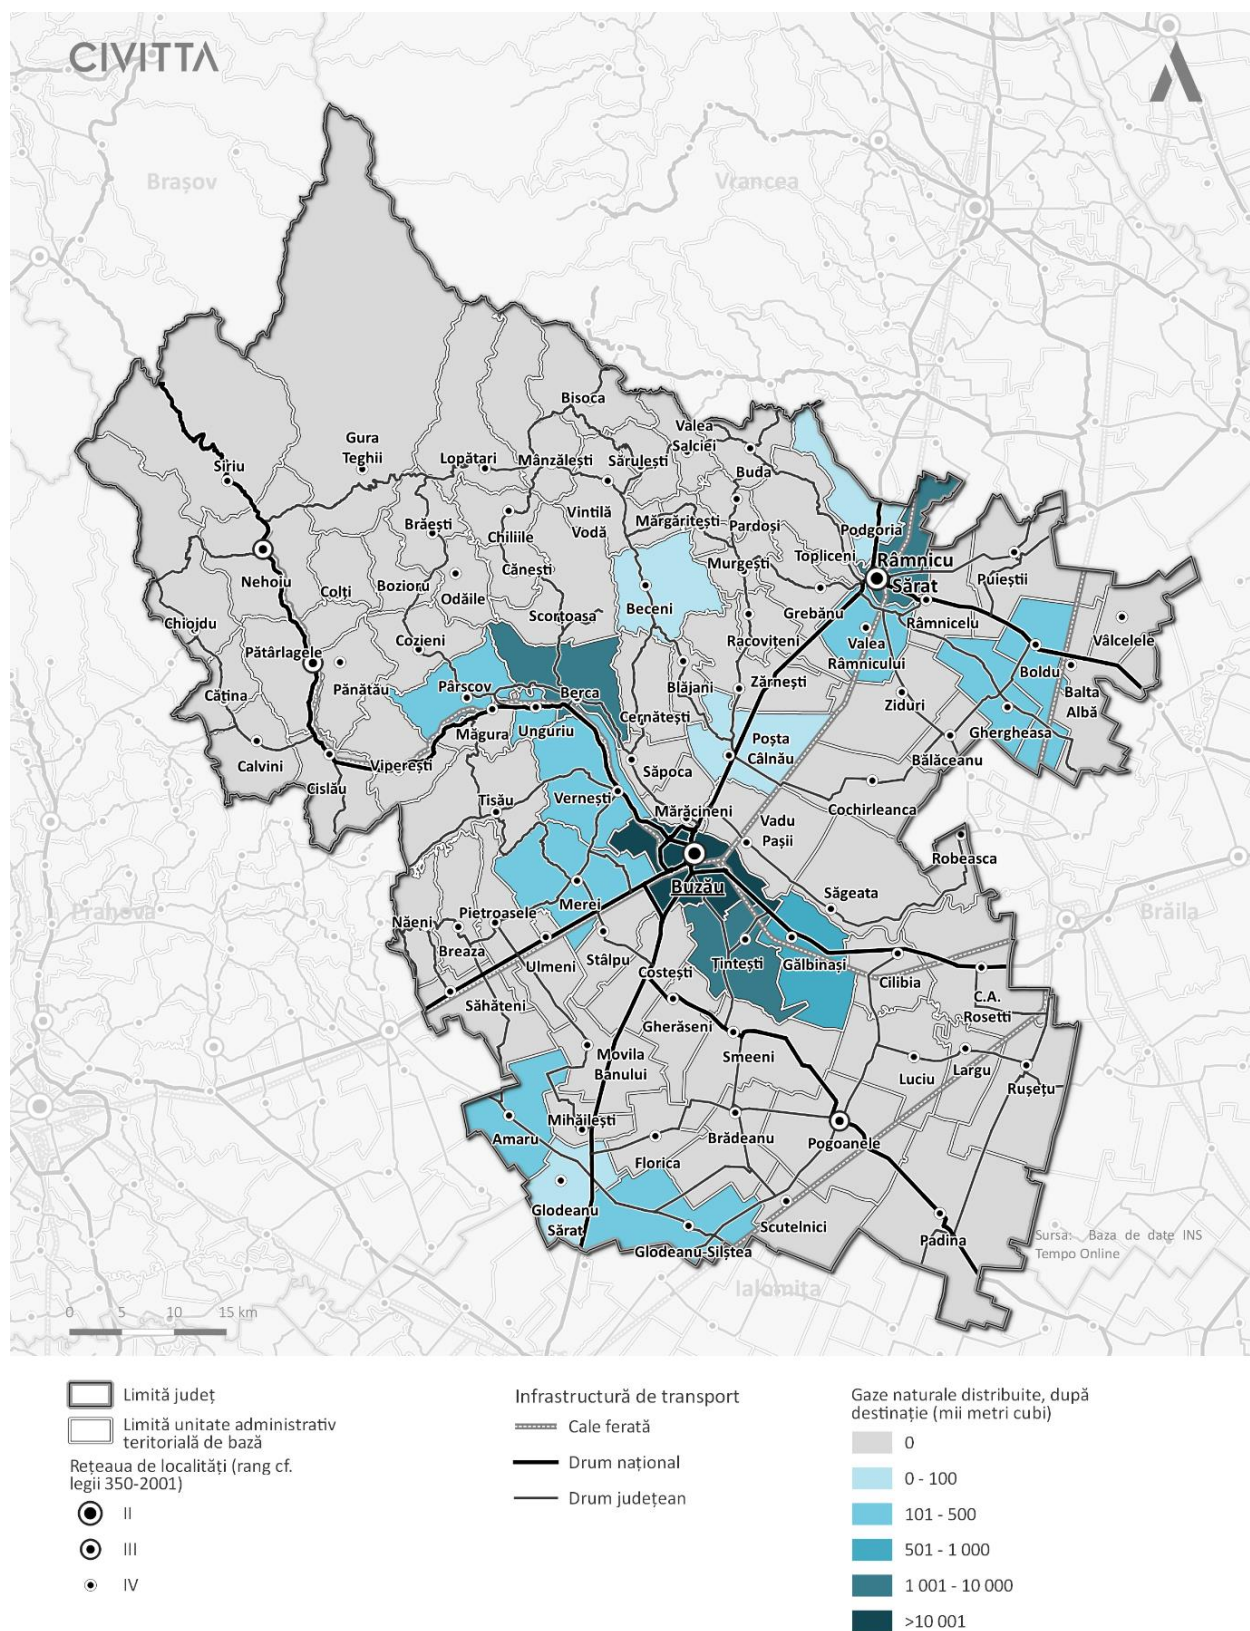 CIVITTA
Brașov
Vrancea
Bisoca
Valea
Salciei
Gura
Teghii
Lopătari
Mânzălești
Sărulești
Buda
Siriu
Vintilă
Vodă
Brăești
Chiliile
Mărgăritești
Pardoși
Podgoria
Topliceni
Murgești
Râmnicu
Sărat
Puieștii
Cănești
Nehoiu
Colți
Bozioru
Odăile
Beceni
Grebănu
Râmnicelu
Chiojdu
Scorțoasa
Racovițeni
Valea
Râmnicului
Vâlcelele
Cozieni
Pătârlagele
Boldu
Cătina
Pănătău
Pârscov
Berca
Blăjani
Zărnești
Balta
Albă
Ziduri
Cernătești
Măgura
Unguriu
Poșta
Câlnău
Ghergheasa
Bălăceanu
Calvini
Viperești
Săpoca
Cislău
Tisău
Vernești
Mărăcineni
Vadu
Pașii
Cochirleanca
Robeasca
Buzău
Săgeata
Prahova
Brăila
Merei
Năeni
Pietroasele
Breaza
Ulmeni
Stâlpu
Țintești
Gălbinași
Costești
Cilibia
C.A.
Rosetti
Săhăteni
Gherăseni
Movila
Banului
Smeeni
Luciu
Largu
Rușețu
Mihăilești
Amaru
Brădeanu
Pogoanele
Florica
Glodeanu
Sărat
Scutelnici
Glodeanu-Siliștea
Padina
Sursa: Baza de date INS
Tempo Online
Ialomița
0 5 10 15 km
Limită județ
Limită unitate administrativ
teritorială de bază
Rețeaua de localități (rang cf.
legii 350-2001)
II
III
IV
Infrastructură de transport
Cale ferată
Drum național
Drum județean
Gaze naturale distribuite, după
destinație (mii metri cubi)
0
0 - 100
101 - 500
501 - 1 000
1 001 - 10 000
>10 001